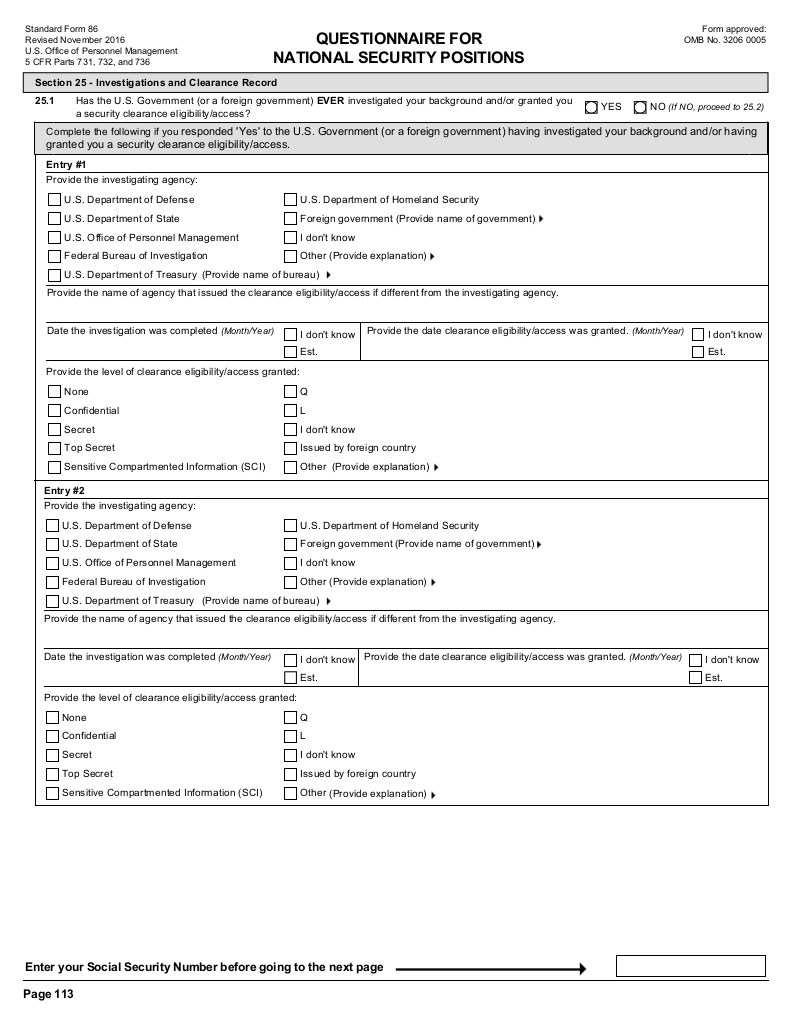 Standard Form 86
Revised November 2016
U.S. Office of Personnel Management
5 CFR Parts 731, 732, and 736
QUESTIONNAIRE FOR
NATIONAL SECURITY POSITIONS
Form approved:
OMB No. 3206 0005
Section 25 - Investigations and Clearance Record
25.1 Has the U.S. Government (or a foreign government) EVER investigated your background and/or granted you
a security clearance eligibility/access?
YES NO (If NO, proceed to 25.2)
Complete the following if you responded 'Yes' to the U.S. Government (or a foreign government) having investigated your background and/or having
granted you a security clearance eligibility/access.
Entry #1
Provide the investigating agency:
U.S. Department of Defense U.S. Department of Homeland Security
U.S. Department of State Foreign government (Provide name of government)
U.S. Office of Personnel Management I don't know
Federal Bureau of Investigation Other (Provide explanation)
U.S. Department of Treasury (Provide name of bureau)
Provide the name of agency that issued the clearance eligibility/access if different from the investigating agency.
Date the investigation was completed (Month/Year) I don't know Provide the date clearance eligibility/access was granted. (Month/Year) I don't know
Est. Est.
Provide the level of clearance eligibility/access granted:
None Q
Confidential L
Secret I don't know
Top Secret Issued by foreign country
Sensitive Compartmented Information (SCI) Other (Provide explanation)
Entry #2
Provide the investigating agency:
U.S. Department of Defense U.S. Department of Homeland Security
U.S. Department of State Foreign government (Provide name of government)
U.S. Office of Personnel Management I don't know
Federal Bureau of Investigation Other (Provide explanation)
U.S. Department of Treasury (Provide name of bureau)
Provide the name of agency that issued the clearance eligibility/access if different from the investigating agency.
Date the investigation was completed (Month/Year) I don't know Provide the date clearance eligibility/access was granted. (Month/Year) I don't know
Est. Est.
Provide the level of clearance eligibility/access granted:
None Q
Confidential L
Secret I don't know
Top Secret Issued by foreign country
Sensitive Compartmented Information (SCI) Other (Provide explanation)
Enter your Social Security Number before going to the next page
Page 113